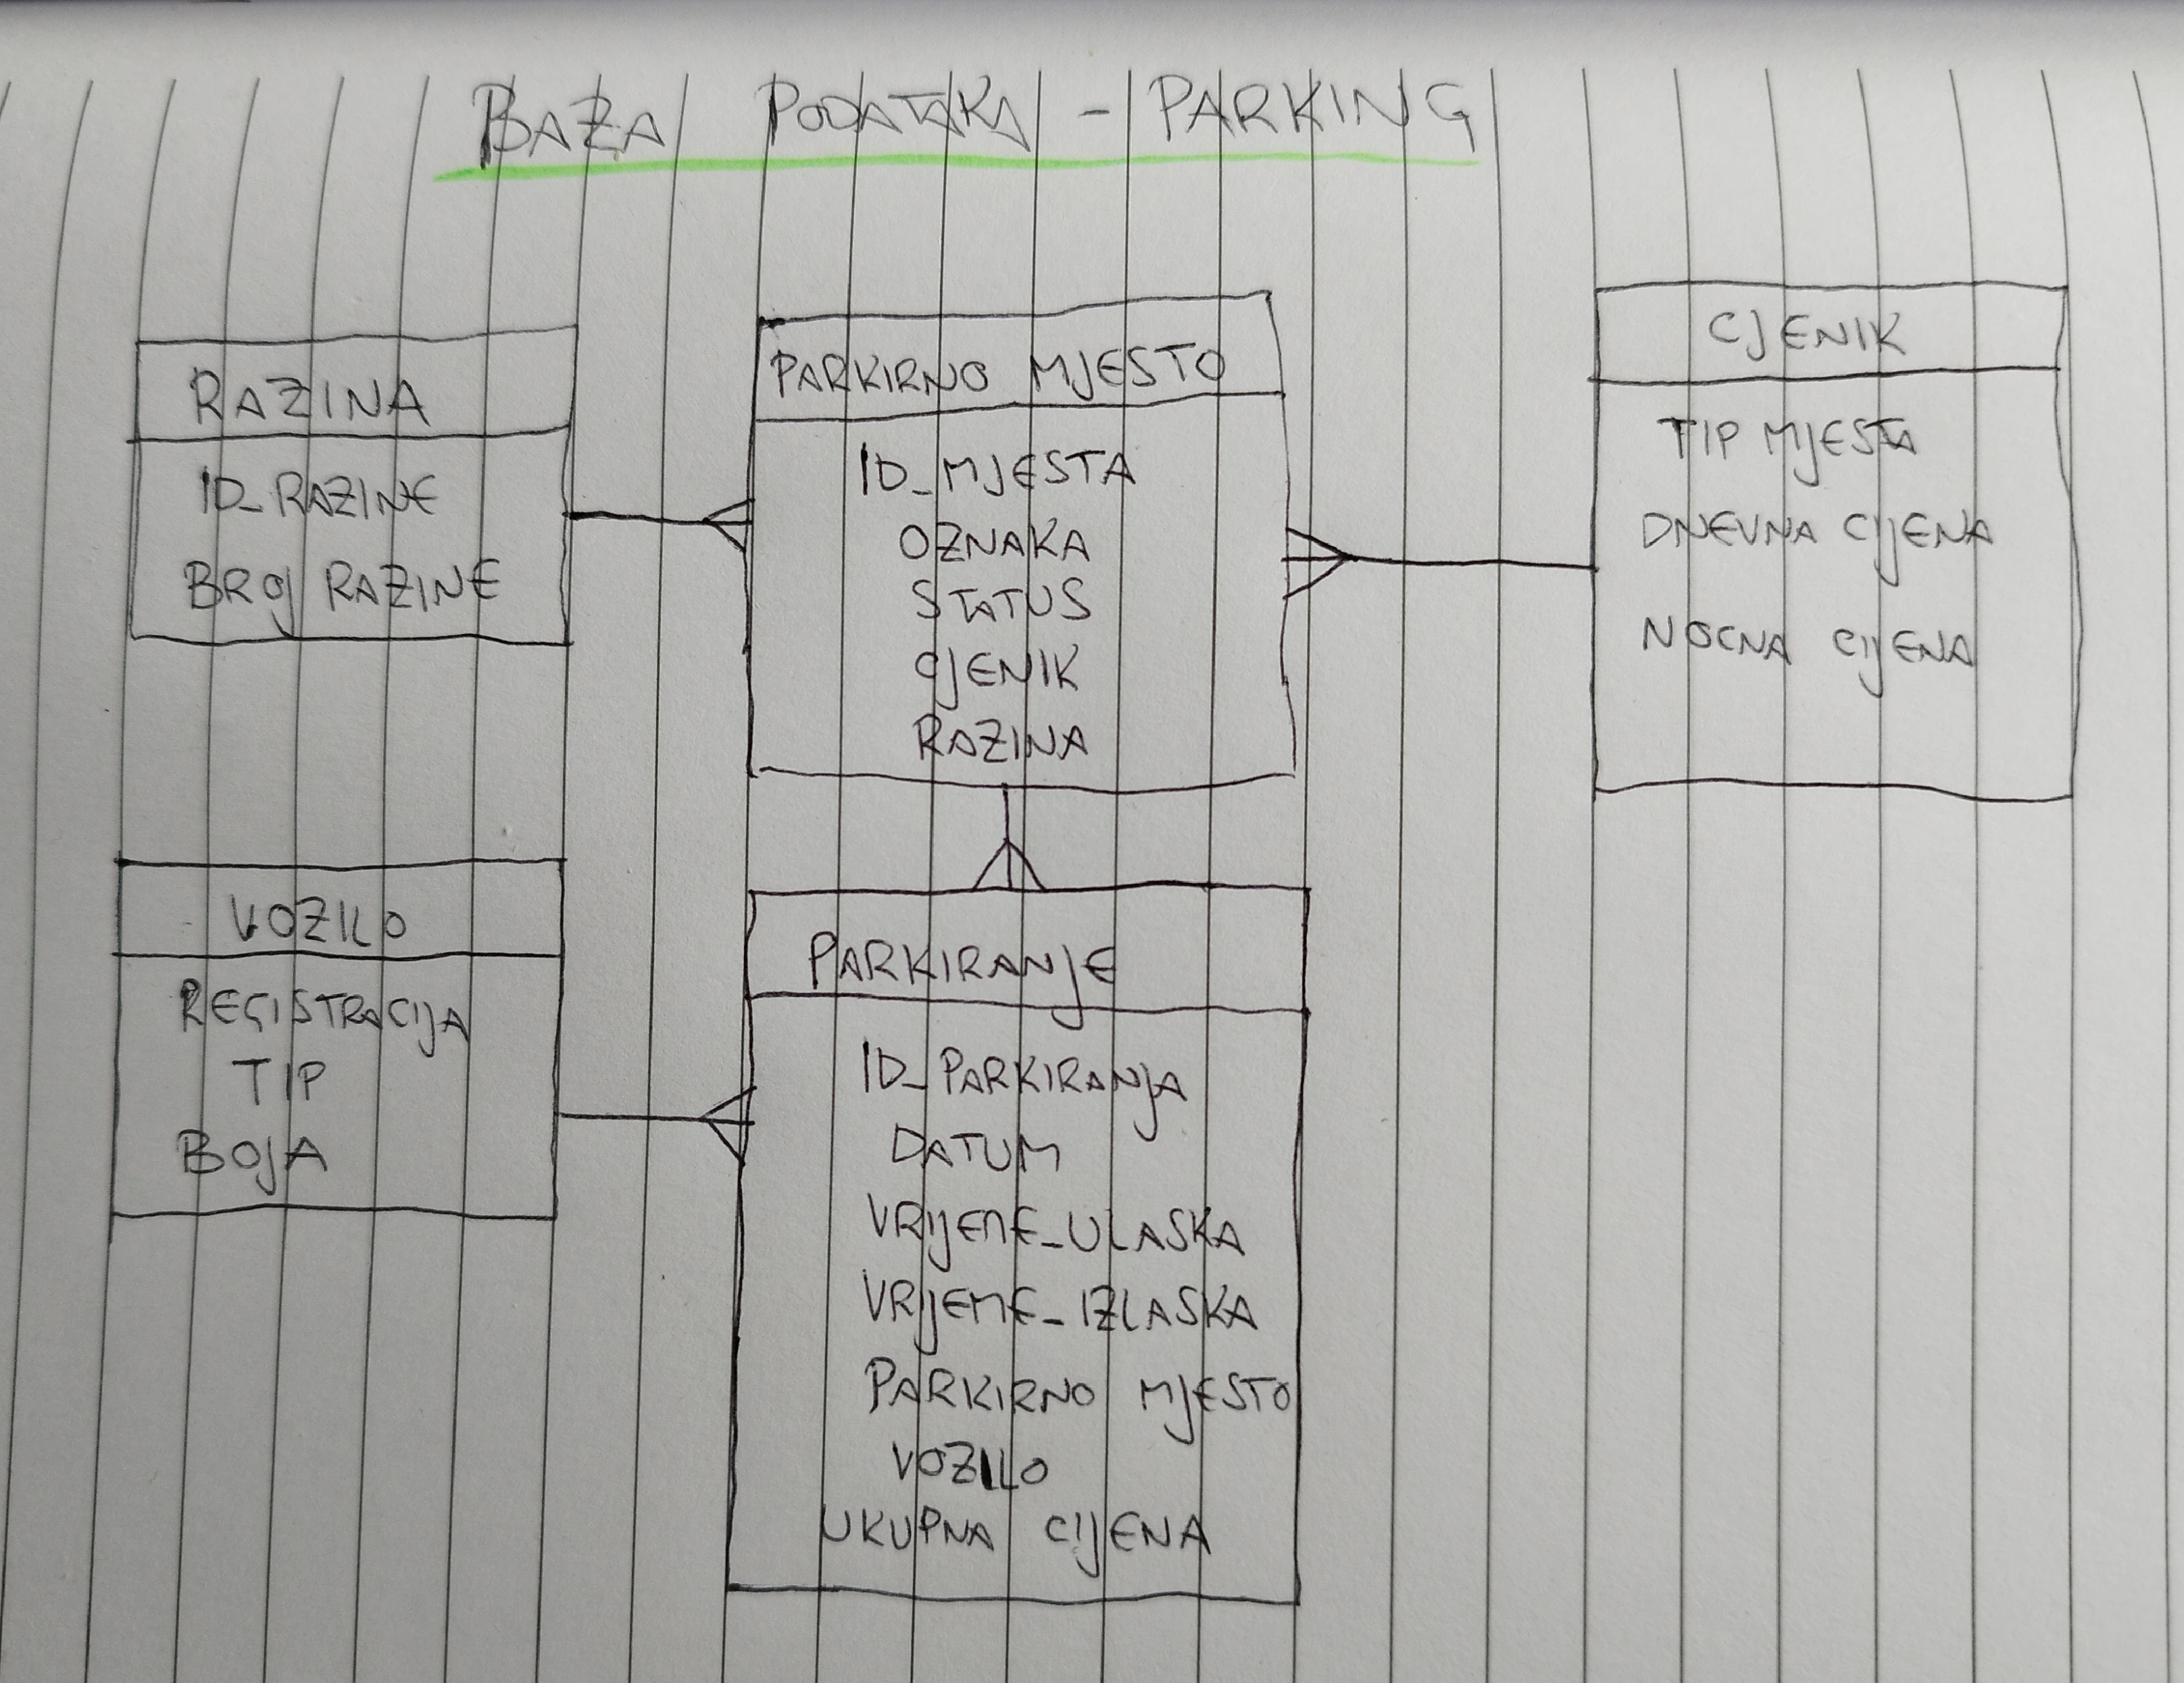 BAZA PODATAKA - PARKING
RAZINA
ID_RAZINE
BROJ RAZINE
PARKIRNO MJESTO
ID_MJESTA
OZNAKA
STATUS
CJENIK
RAZINA
CJENIK
TIP MJESTA
DNEVNA CIJENA
NOCNA CIJENA
VOZILO
REGISTRACIJA
TIP
BOJA
PARKIRANJE
ID_PARKIRANJA
DATUM
VRIJEME_ULASKA
VRIJEME_IZLASKA
PARKIRNO MJESTO
VOZILO
UKUPNA CIJENA